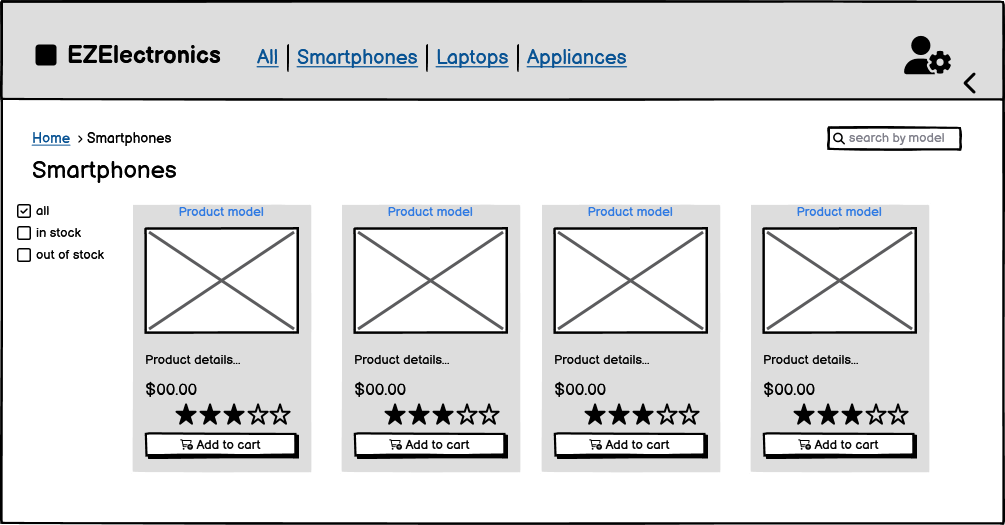 EZElectronics All Smartphones Laptops Appliances
Home > Smartphones
search by model
Smartphones
all
in stock
out of stock
Product model
Product details...
$00.00
Add to cart
Product model
Product details...
$00.00
Add to cart
Product model
Product details...
$00.00
Add to cart
Product model
Product details...
$00.00
Add to cart